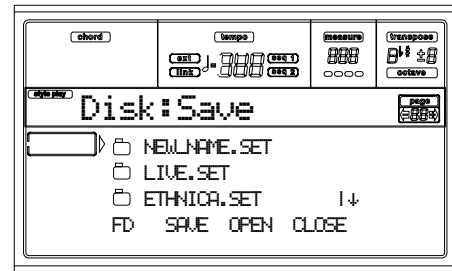 chord tempo measure transpose
ext seq 1
link seq 2
octave
style play Disk:Save page
NEW_NAME.SET
LIVE.SET
ETHNICA.SET
FD SAVE OPEN CLOSE